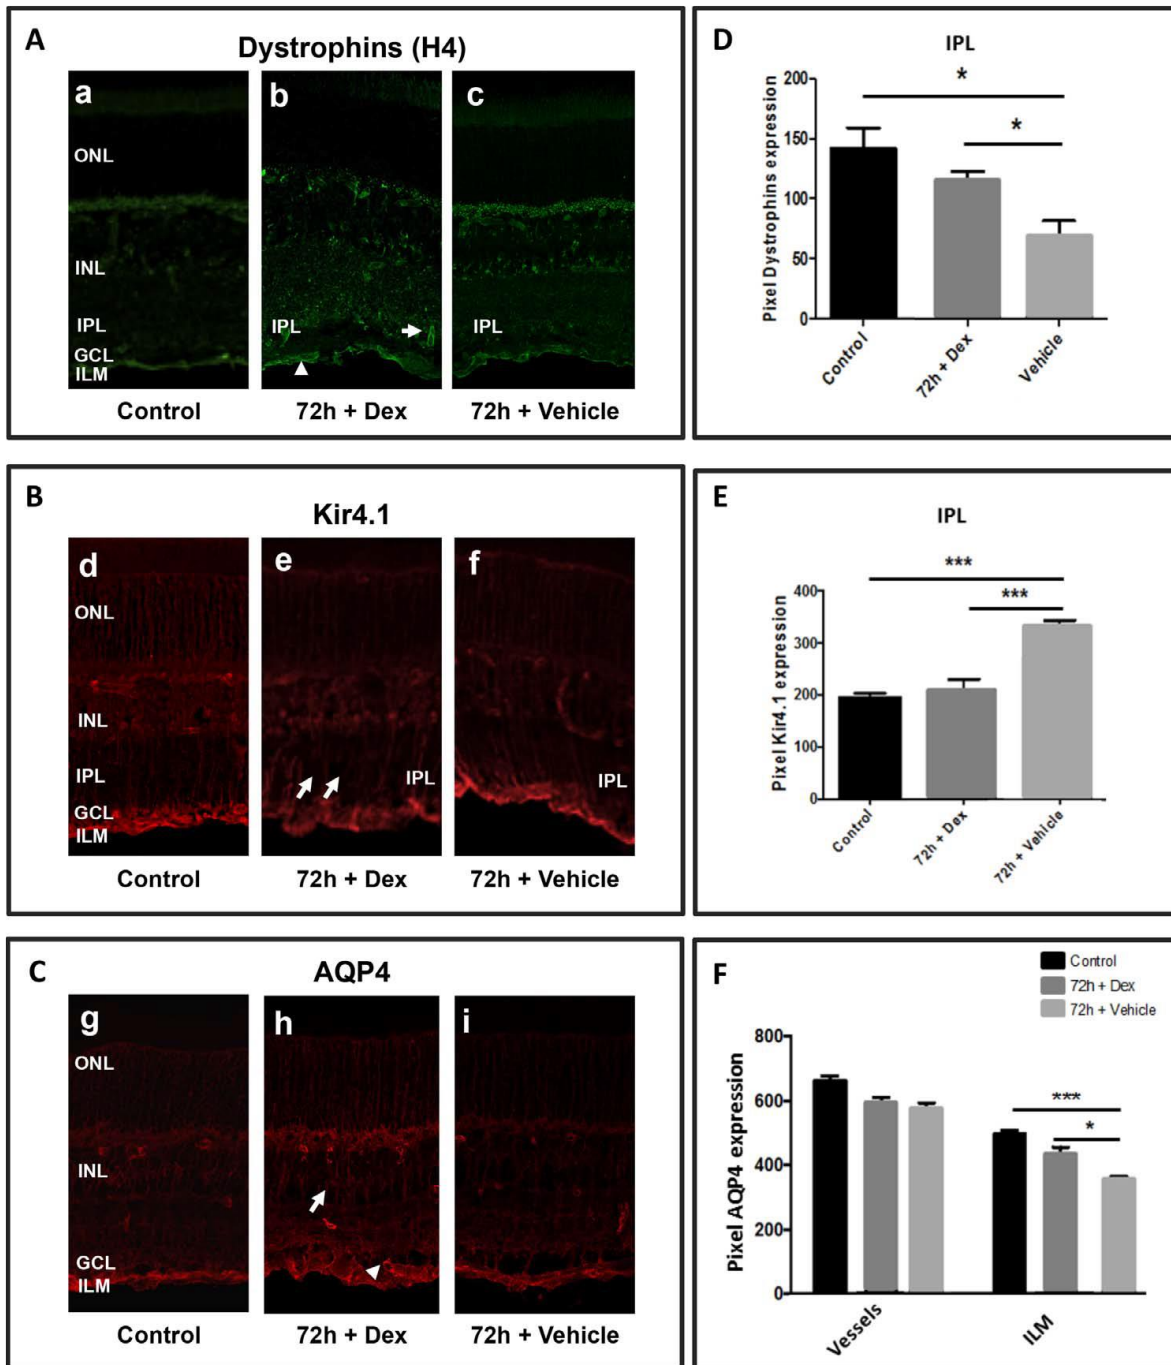 A
Dystrophins (H4)
a
b
c
ONL
INL
IPL
GCL
ILM
IPL
IPL
Control
72h + Dex
72h + Vehicle
D
IPL
*
*
Pixel Dystrophins expression
200
150
100
50
0
Control
72h + Dex
Vehicle
B
Kir4.1
d
e
f
ONL
INL
IPL
GCL
ILM
IPL
IPL
Control
72h + Dex
72h + Vehicle
E
IPL
***
***
Pixel Kir4.1 expression
400
300
200
100
0
Control
72h + Dex
72h + Vehicle
C
AQP4
g
h
i
ONL
INL
GCL
ILM
Control
72h + Dex
72h + Vehicle
F
Control
72h + Dex
72h + Vehicle
***
*
Pixel AQP4 expression
800
600
400
200
0
Vessels
ILM